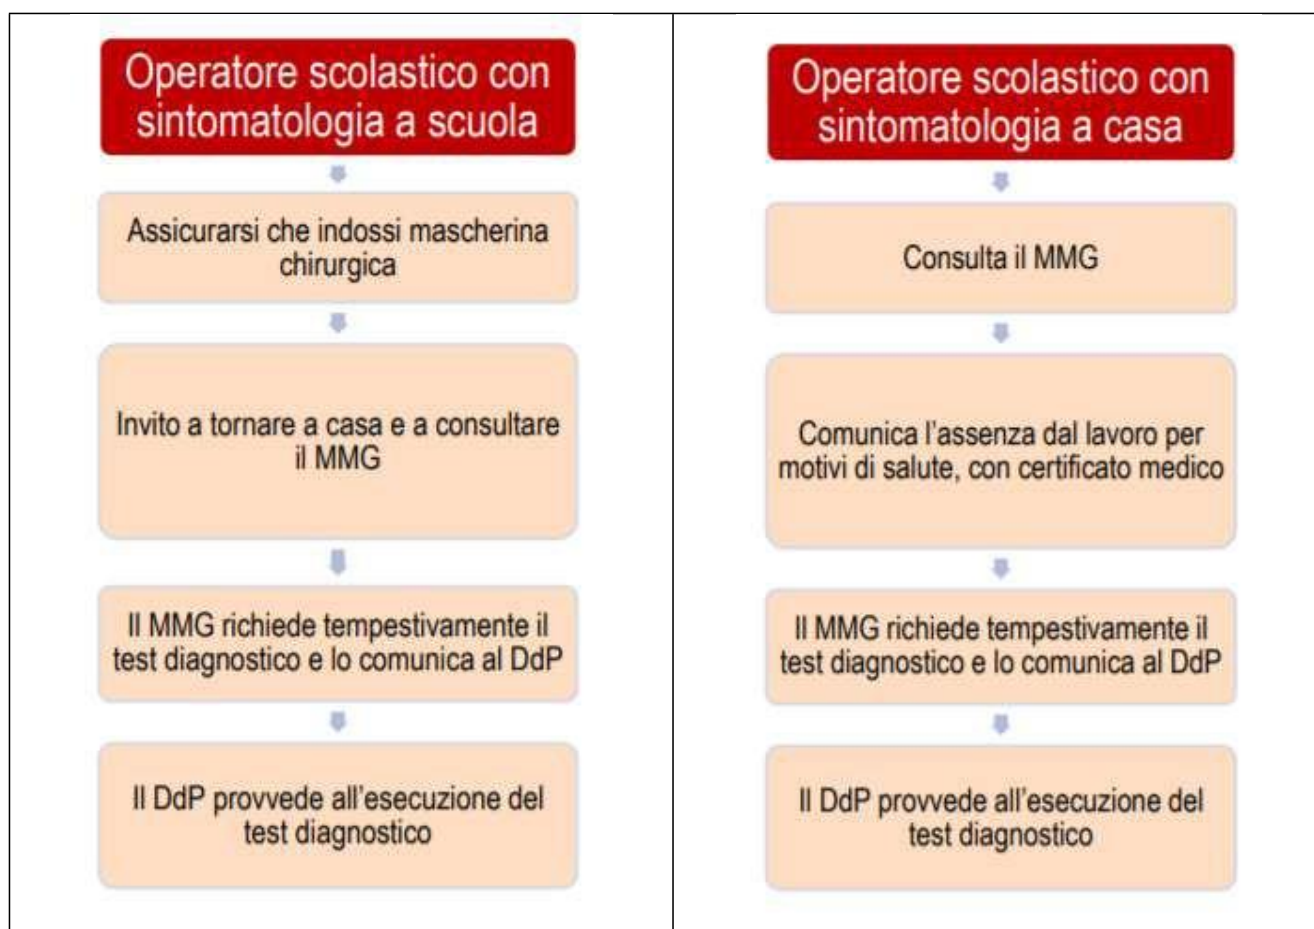 Operatore scolastico con
sintomatologia a scuola
Assicurarsi che indossi mascherina
chirurgica
Invito a tornare a casa e a consultare
il MMG
Il MMG richiede tempestivamente il
test diagnostico e lo comunica al DdP
Il DdP provvede all'esecuzione del
test diagnostico
Operatore scolastico con
sintomatologia a casa
Consulta il MMG
Comunica l'assenza dal lavoro per
motivi di salute, con certificato medico
Il MMG richiede tempestivamente il
test diagnostico e lo comunica al DdP
Il DdP provvede all'esecuzione del
test diagnostico